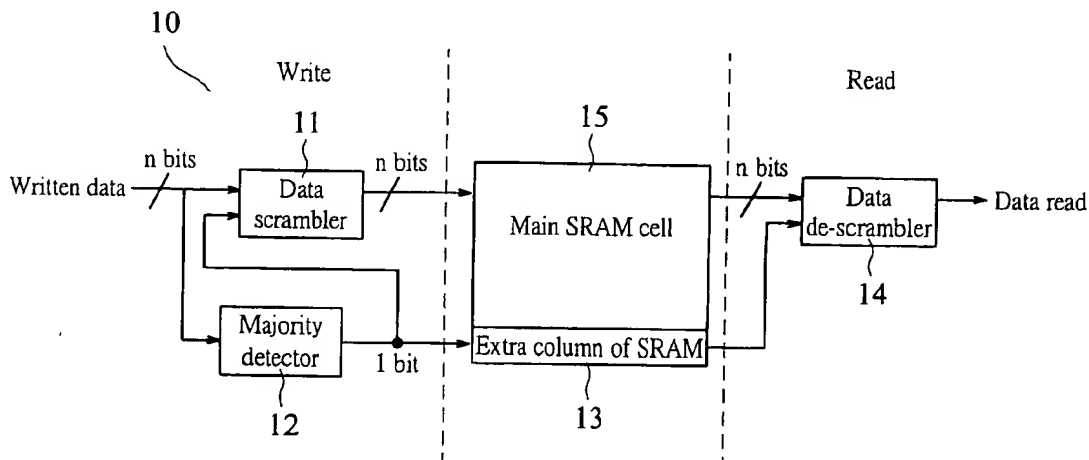 10
Write
Read
11
15
n bits
n bits
n bits
Written data
Data
scrambler
Main SRAM cell
Data
de-scrambler
Data read
14
Majority
detector
1 bit
Extra column of SRAM
12
13